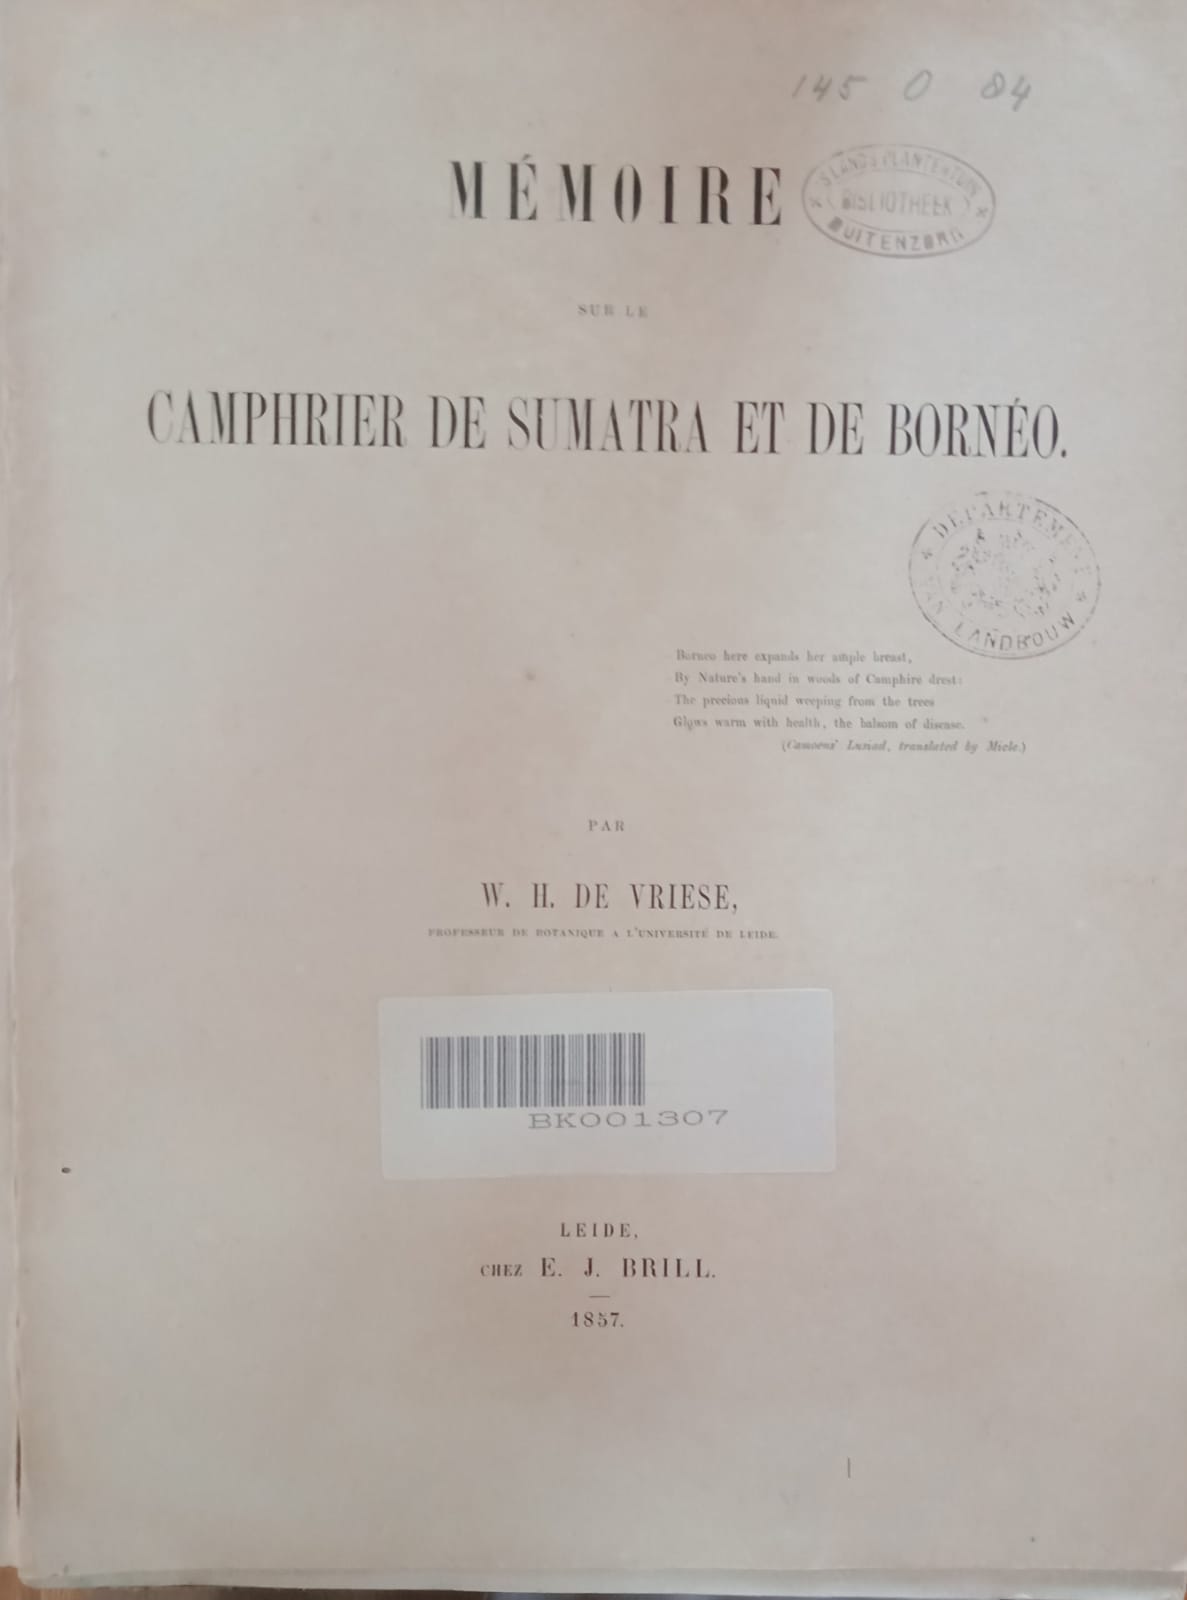 145 O 84
MÉMOIRE
'S LANDS PLANTENTUIN
BIBLIOTHEEK
BUITENZORG
SUR LE
CAMPHRIER DE SUMATRA ET DE BORNÉO.
DEPARTEMENT
VAN LANDBOUW
Borneo here expands her ample breast,
By Nature's hand in woods of Camphire drest:
The precious liquid weeping from the trees
Glows warm with health, the balsom of disease.
(Camoens' Lusiad, translated by Micle.)
PAR
W. H. DE VRIESE,
PROFESSEUR DE BOTANIQUE A L'UNIVERSITÉ DE LEIDE.
BK001307
LEIDE,
CHEZ E. J. BRILL.
1857.